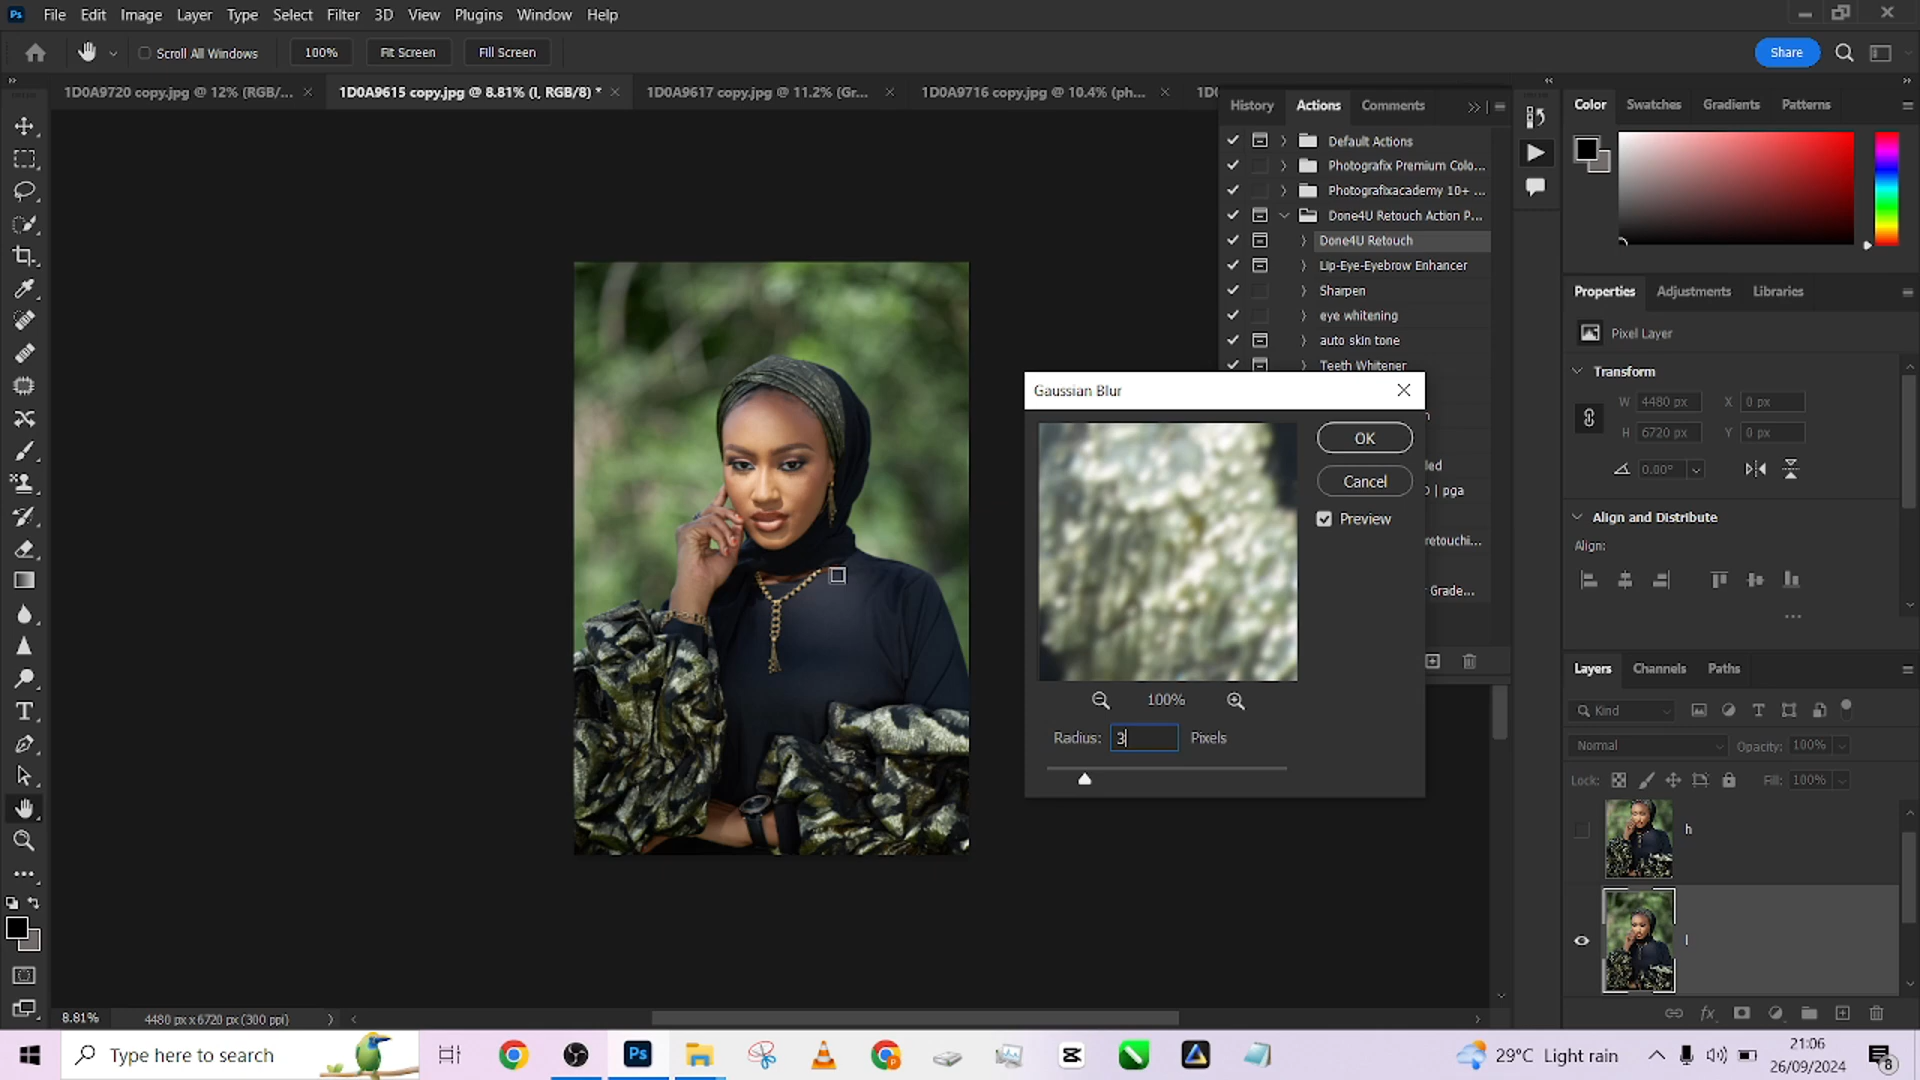 Ps File Edit Image Layer Type Select Filter 3D View Plugins Window Help
Scroll All Windows 100% Fit Screen Fill Screen Share
1D0A9720 copy.jpg @ 12% (RGB/... 1D0A9615 copy.jpg @ 8.81% (l, RGB/8) * 1D0A9617 copy.jpg @ 11.2% (Gr... 1D0A9716 copy.jpg @ 10.4% (ph... 1D0
History Actions Comments
Default Actions
Photografix Premium Colo...
Photografixacademy 10+ ...
Done4U Retouch Action P...
Done4U Retouch
Lip-Eye-Eyebrow Enhancer
Sharpen
eye whitening
auto skin tone
Teeth Whitener
Gaussian Blur
OK
Cancel
Preview
led
| pga
retouchi...
Grade...
100%
Radius: 3 Pixels
Color Swatches Gradients Patterns
Properties Adjustments Libraries
Pixel Layer
Transform
W 4480 px X 0 px
H 6720 px Y 0 px
0.00°
Align and Distribute
Align:
Layers Channels Paths
Kind
Normal Opacity: 100%
Lock: Fill: 100%
h
l
8.81% 4480 px x 6720 px (300 ppi)
Type here to search
Ps
29°C Light rain
21:06
26/09/2024
8